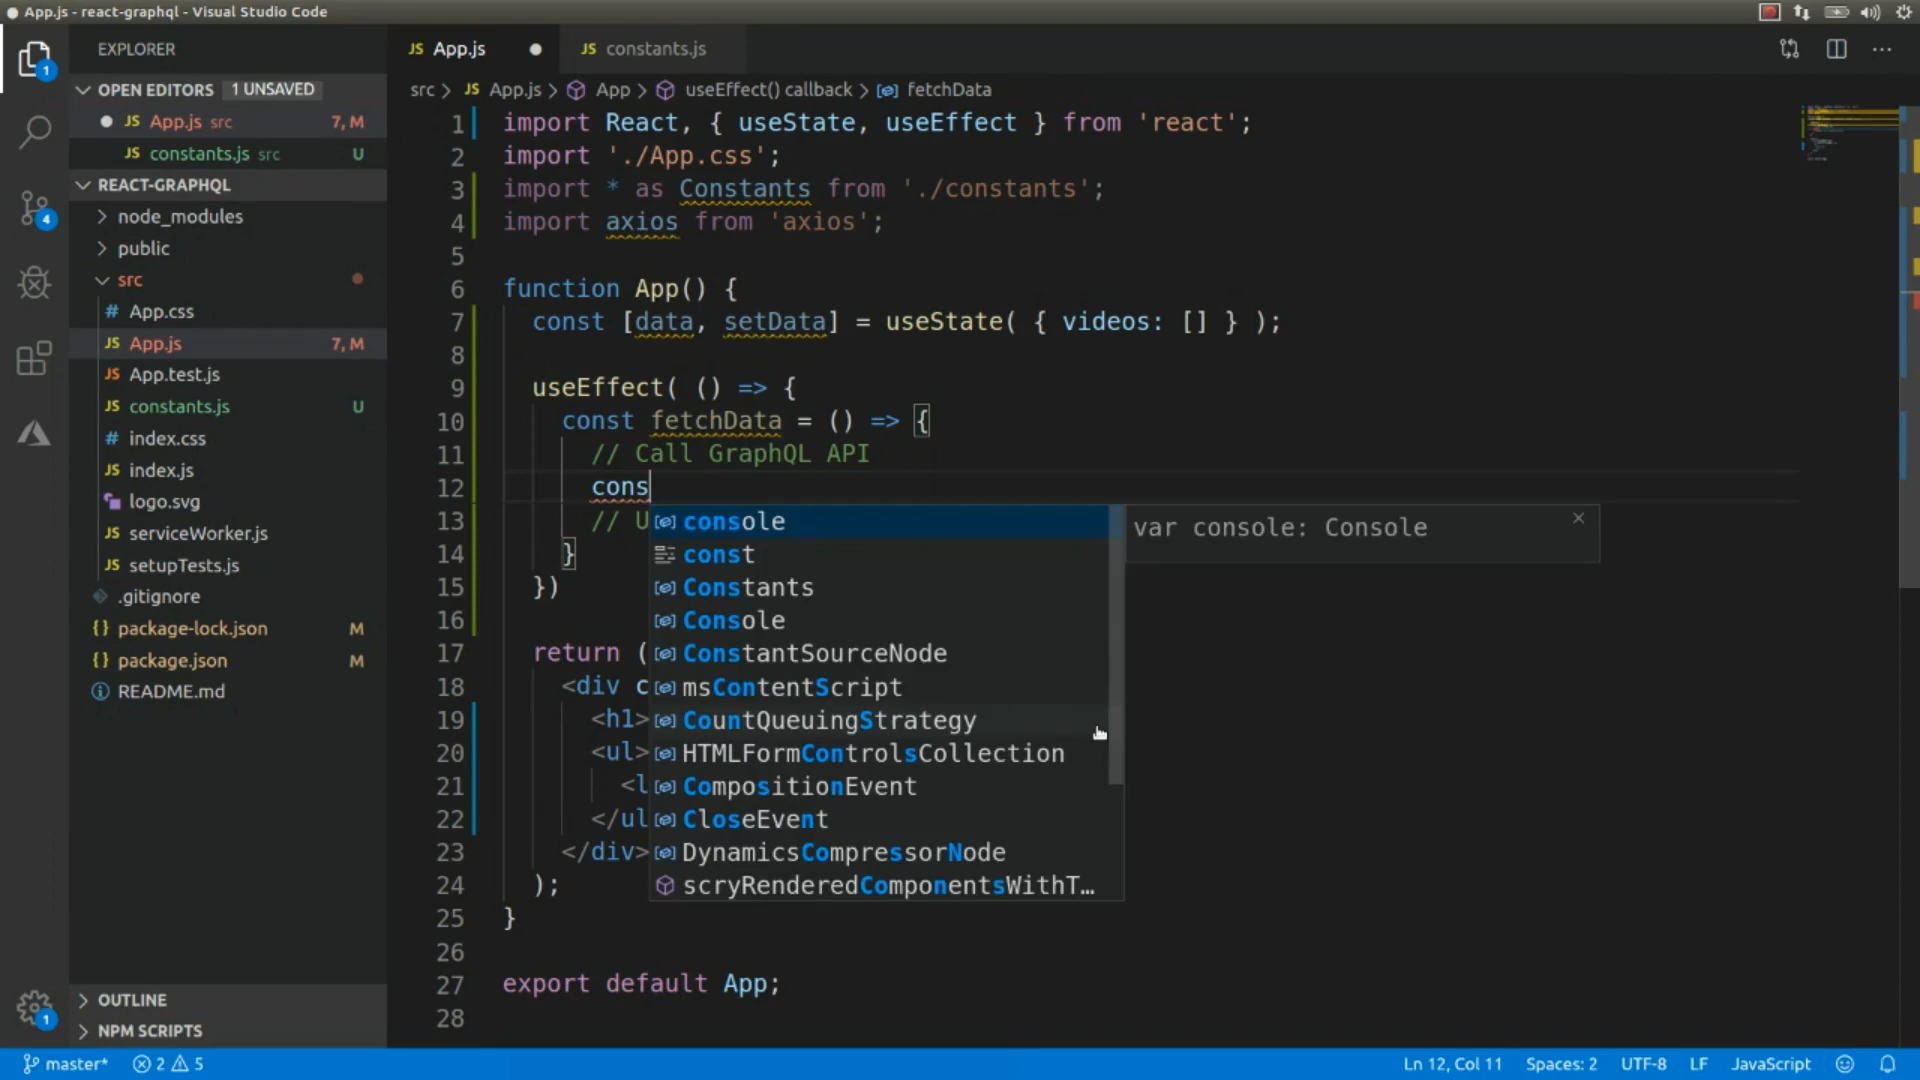 App.js - react-graphql - Visual Studio Code
EXPLORER
OPEN EDITORS 1 UNSAVED
JS App.js src 7, M
JS constants.js src U
REACT-GRAPHQL
node_modules
public
src
# App.css
JS App.js 7, M
JS App.test.js
JS constants.js U
# index.css
JS index.js
logo.svg
JS serviceWorker.js
JS setupTests.js
.gitignore
{} package-lock.json M
{} package.json M
README.md
OUTLINE
NPM SCRIPTS
1
4
1
JS App.js
JS constants.js
src > JS App.js > App > useEffect() callback > fetchData
1 import React, { useState, useEffect } from 'react';
2 import './App.css';
3 import * as Constants from './constants';
4 import axios from 'axios';
5
6 function App() {
7 const [data, setData] = useState( { videos: [] } );
8
9 useEffect( () => {
10 const fetchData = () => {
11 // Call GraphQL API
12 cons
13 // U
14 }
15 })
16
17 return (
18 <div c
19 <h1>
20 <ul>
21 <l
22 </ul
23 </div>
24 );
25 }
26
27 export default App;
28
console
const
Constants
Console
ConstantSourceNode
msContentScript
CountQueuingStrategy
HTMLFormControlsCollection
CompositionEvent
CloseEvent
DynamicsCompressorNode
scryRenderedComponentsWithT…
var console: Console
master* 2 5
Ln 12, Col 11 Spaces: 2 UTF-8 LF JavaScript